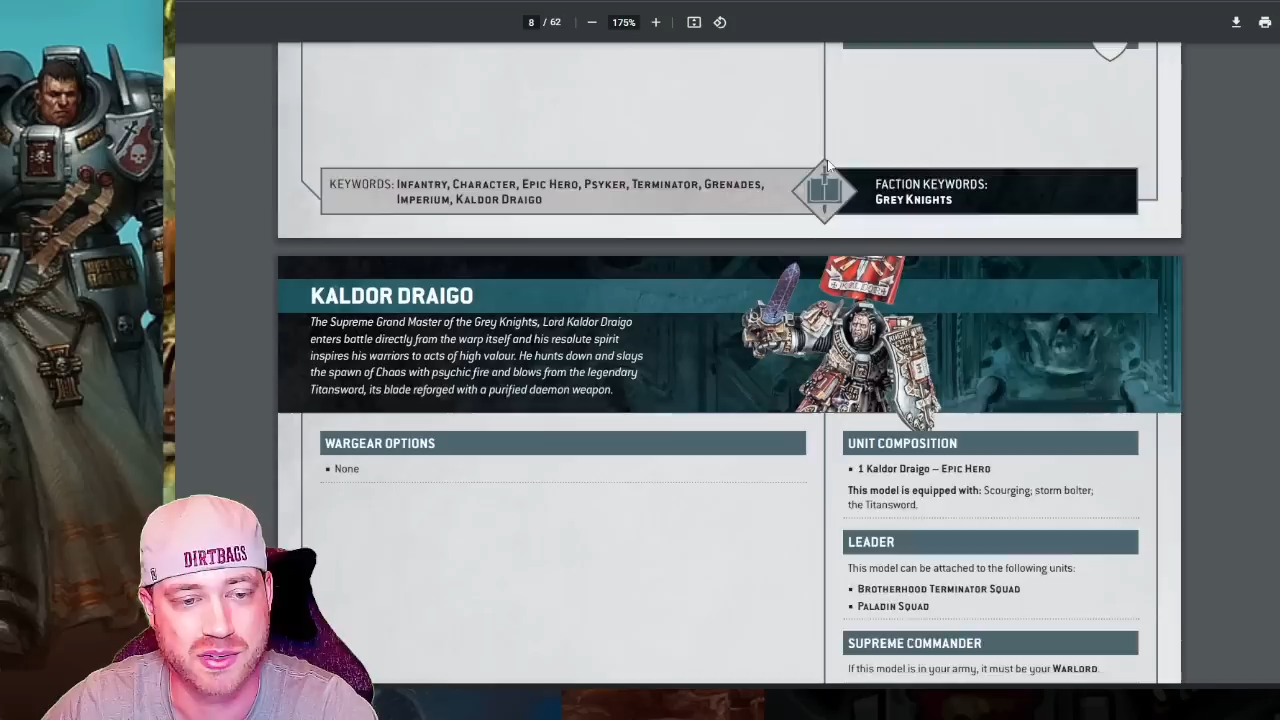 8 / 62
175%
KEYWORDS: INFANTRY, CHARACTER, EPIC HERO, PSYKER, TERMINATOR, GRENADES,
IMPERIUM, KALDOR DRAIGO
FACTION KEYWORDS:
GREY KNIGHTS
KALDOR DRAIGO
The Supreme Grand Master of the Grey Knights, Lord Kaldor Draigo
enters battle directly from the warp itself and his resolute spirit
inspires his warriors to acts of high valour. He hunts down and slays
the spawn of Chaos with psychic fire and blows from the legendary
Titansword, its blade reforged with a purified daemon weapon.
WARGEAR OPTIONS
▪ None
UNIT COMPOSITION
▪ 1 Kaldor Draigo – EPIC HERO
This model is equipped with: Scourging; storm bolter;
the Titansword.
LEADER
This model can be attached to the following units:
▪ BROTHERHOOD TERMINATOR SQUAD
▪ PALADIN SQUAD
SUPREME COMMANDER
If this model is in your army, it must be your WARLORD.
DIRTBAGS